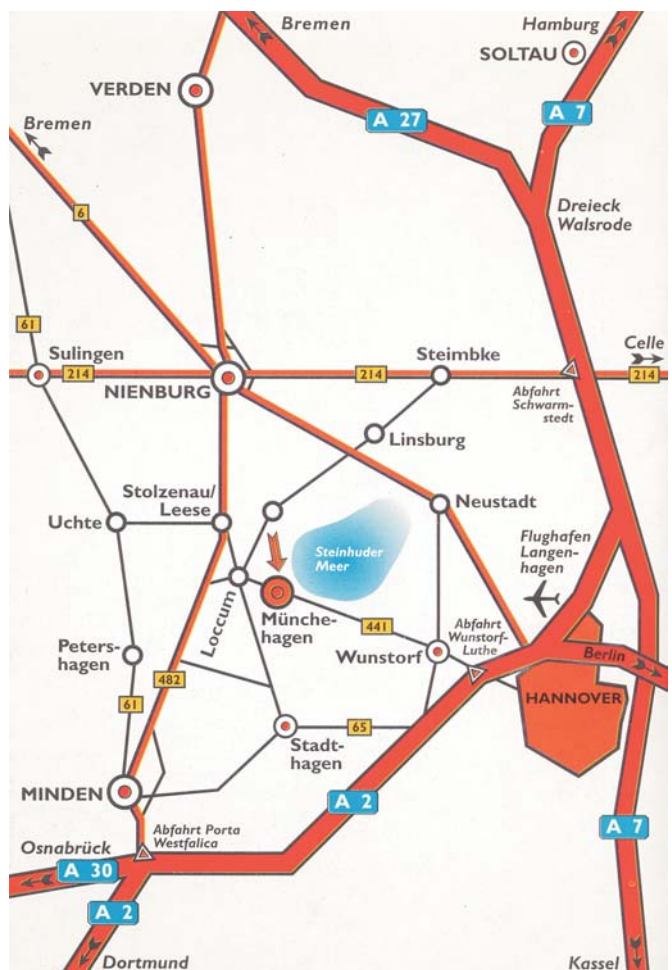 Bremen
Hamburg
SOLTAU
VERDEN
A 27
A 7
Bremen
6
Dreieck
Walsrode
61
Sulingen
214
NIENBURG
214
Steimbke
Celle
214
Abfahrt
Schwarm-
stedt
Linsburg
Stolzenau/
Leese
Uchte
Neustadt
Steinhuder
Meer
Flughafen
Langen-
hagen
Loccum
Münche-
hagen
441
Abfahrt
Wunstorf-
Luthe
Wunstorf
Berlin
Peters-
hagen
482
61
HANNOVER
65
Stadt-
hagen
MINDEN
A 2
Abfahrt Porta
Westfalica
Osnabrück
A 30
A 7
A 2
Dortmund
Kassel